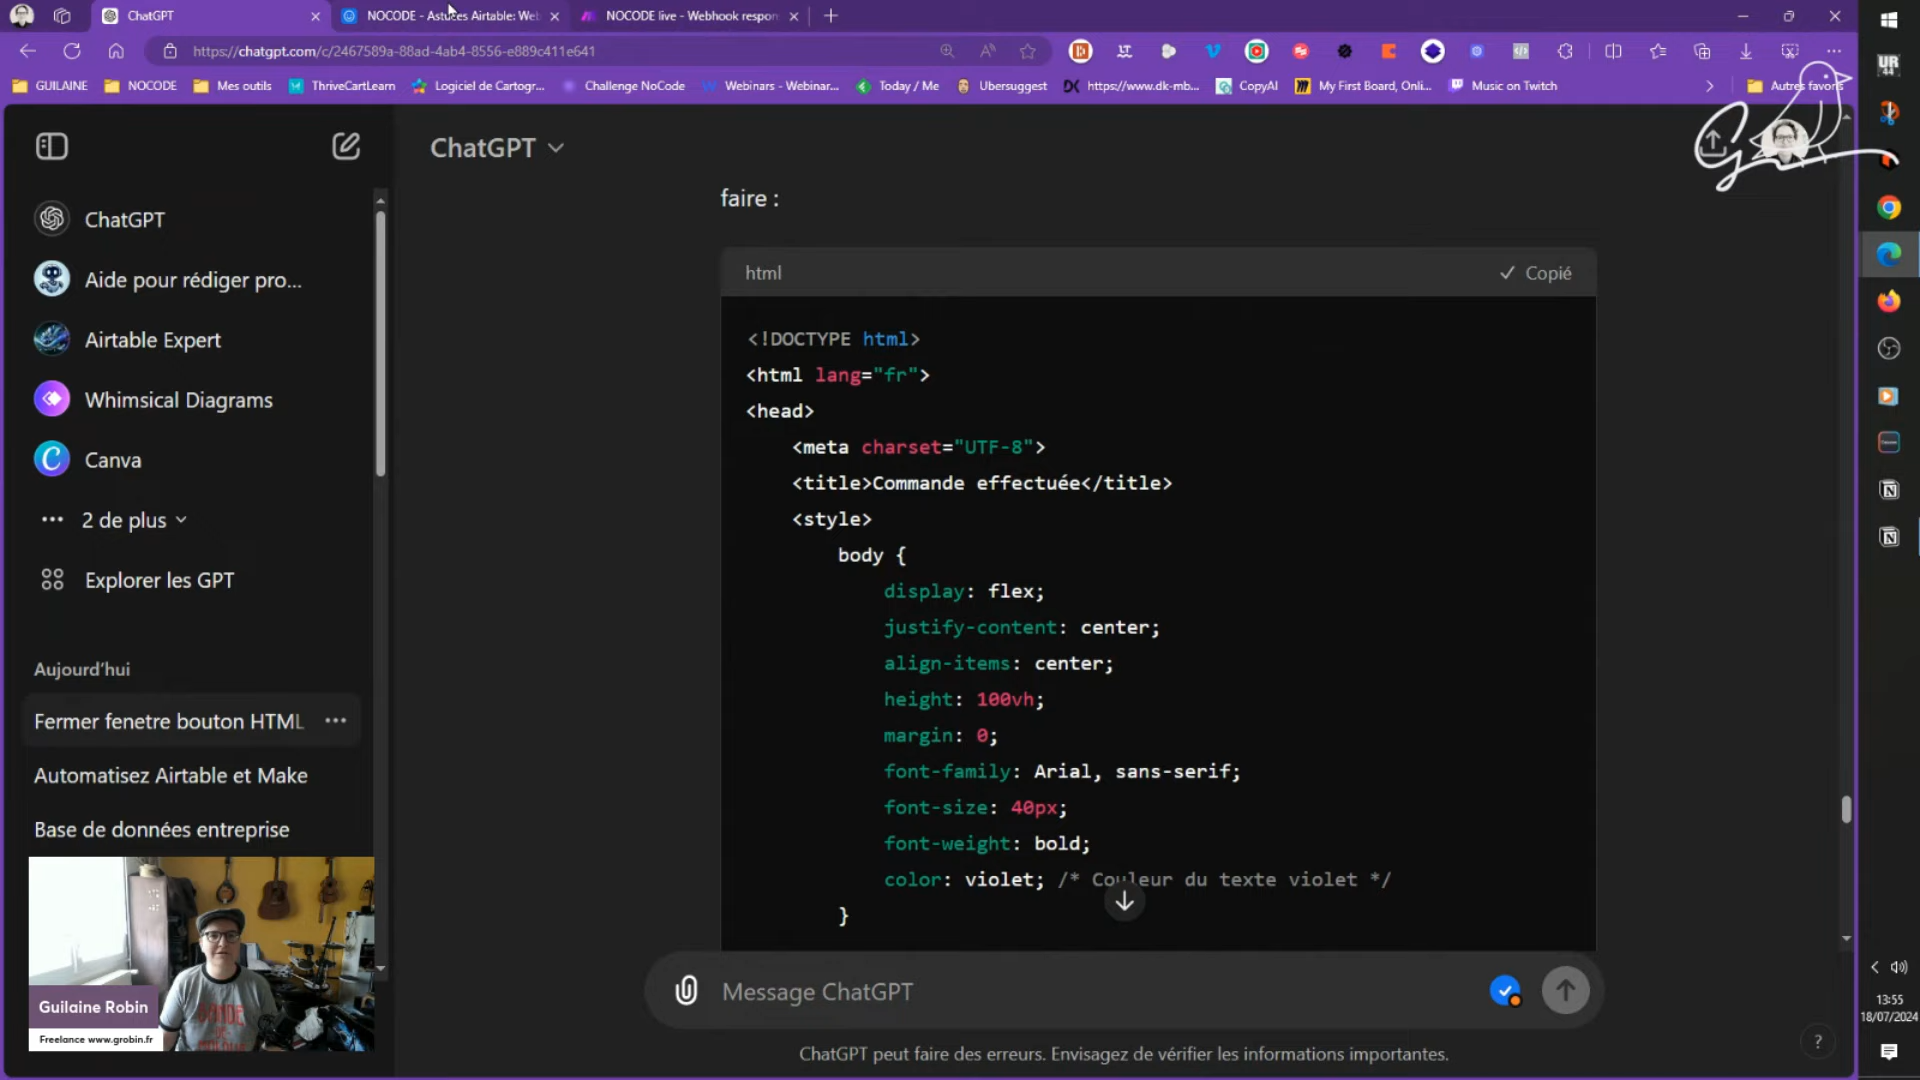 ChatGPT
NOCODE - Astuces Airtable: Wel
NOCODE live - Webhook respon
https://chatgpt.com/c/2467589a-88ad-4ab4-8556-e889c411e641
GUILAINE
NOCODE
Mes outils
ThriveCartLearn
Logiciel de Cartogr...
Challenge NoCode
Webinars - Webinar...
Today / Me
Ubersuggest
https://www.dk-mb...
CopyAI
My First Board, Onli...
Music on Twitch
Autres favoris
ChatGPT
ChatGPT
Aide pour rédiger pro...
Airtable Expert
Whimsical Diagrams
Canva
2 de plus
Explorer les GPT
Aujourd'hui
Fermer fenetre bouton HTML
Automatisez Airtable et Make
Base de données entreprise
faire :
html
Copié
<!DOCTYPE html>
<html lang="fr">
<head>
<meta charset="UTF-8">
<title>Commande effectuée</title>
<style>
body {
display: flex;
justify-content: center;
align-items: center;
height: 100vh;
margin: 0;
font-family: Arial, sans-serif;
font-size: 40px;
font-weight: bold;
color: violet; /* Couleur du texte violet */
}
Message ChatGPT
ChatGPT peut faire des erreurs. Envisagez de vérifier les informations importantes.
?
Guilaine Robin
Freelance www.grobin.fr
UR
44
13:55
18/07/2024